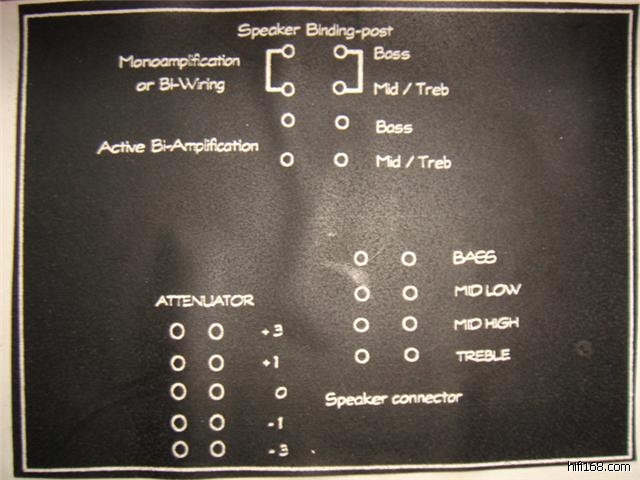 Speaker Binding-post
Monoamplification
or Bi-Wiring
Bass
Mid / Treb
Active Bi-Amplification
Bass
Mid / Treb
BASS
MID LOW
MID HIGH
TREBLE
Speaker connector
ATTENUATOR
+3
+1
0
-1
-3
hifi168.com